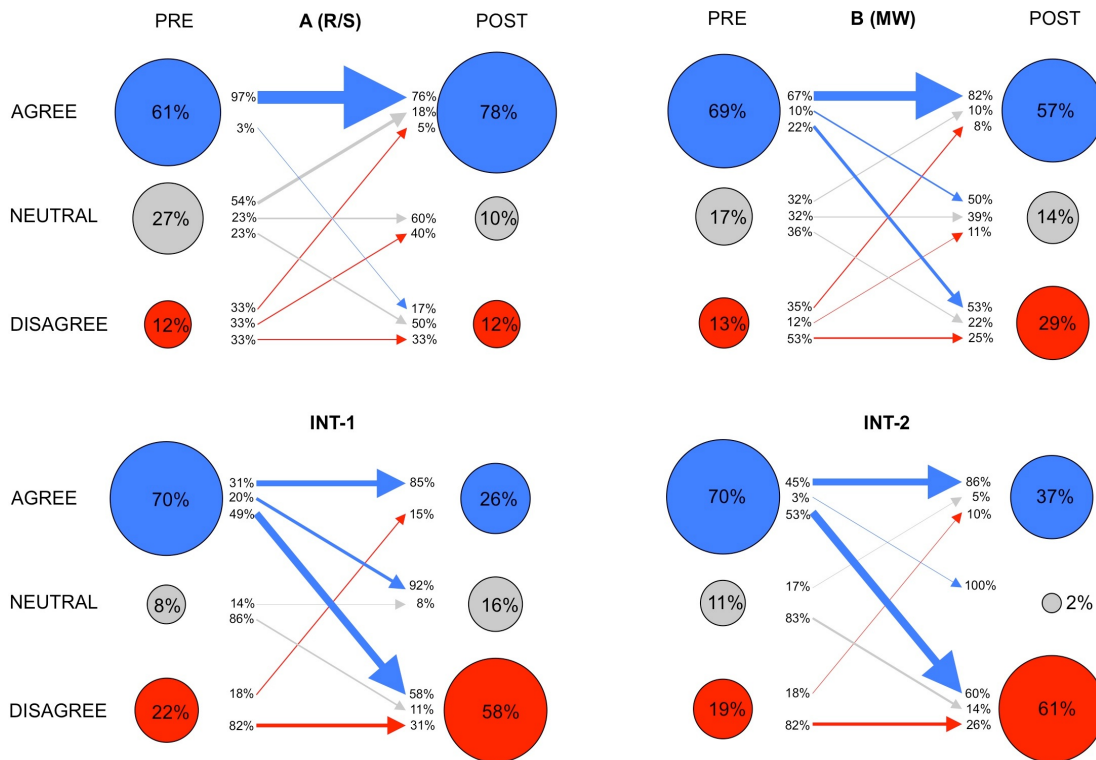 PRE A (R/S) POST
AGREE 61% 97% 3% 76% 18% 5% 78%
NEUTRAL 27% 54% 23% 23% 60% 40% 10%
DISAGREE 12% 33% 33% 33% 17% 50% 33% 12%
PRE B (MW) POST
69% 67% 10% 22% 82% 10% 8% 57%
17% 32% 32% 36% 50% 39% 11% 14%
13% 35% 12% 53% 53% 22% 25% 29%
INT-1
AGREE 70% 31% 20% 49% 85% 15% 26%
NEUTRAL 8% 14% 86% 92% 8% 16%
DISAGREE 22% 18% 82% 58% 11% 31% 58%
INT-2
70% 45% 3% 53% 86% 5% 10% 37%
11% 17% 83% 100% 2%
19% 18% 82% 60% 14% 26% 61%